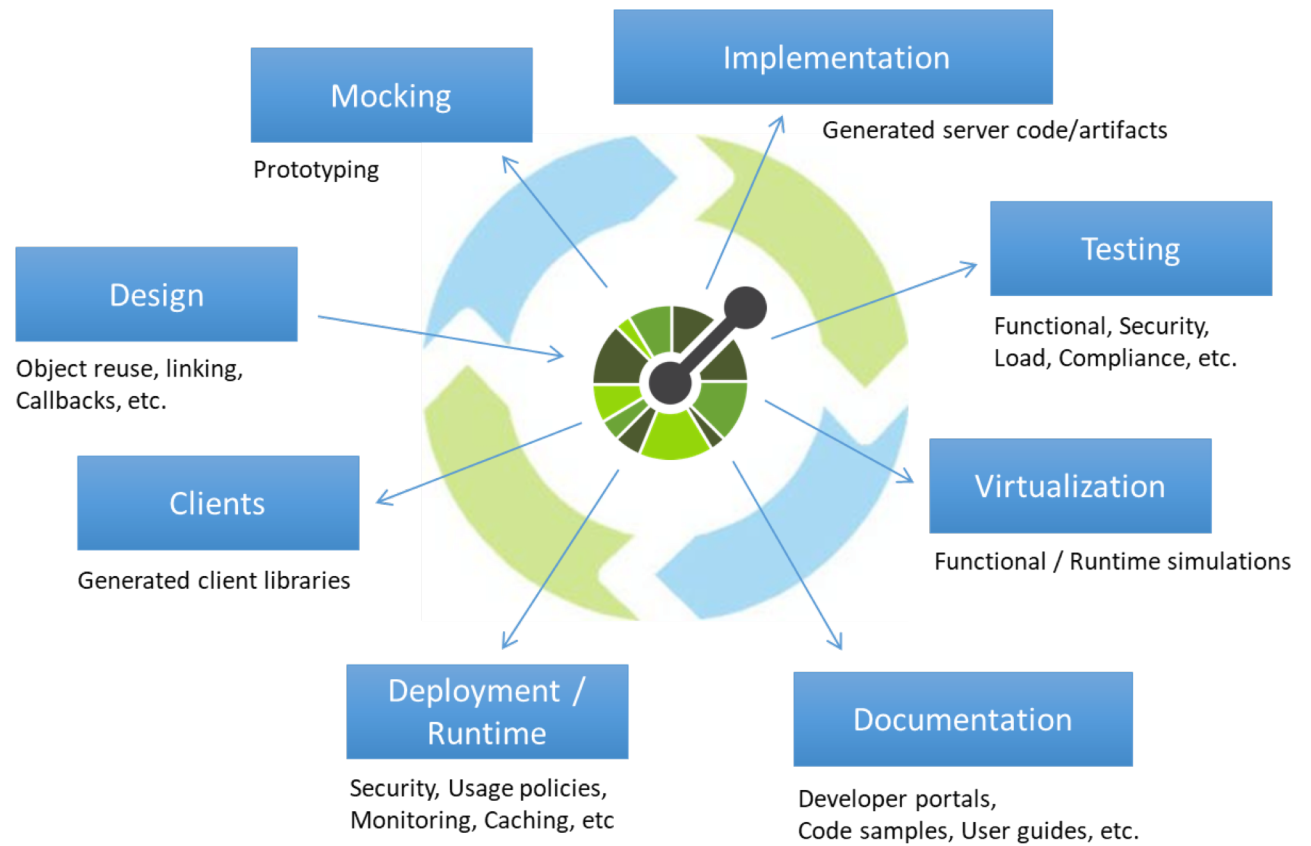 Implementation
Generated server code/artifacts
Mocking
Prototyping
Testing
Functional, Security,
Load, Compliance, etc.
Design
Object reuse, linking,
Callbacks, etc.
Virtualization
Functional / Runtime simulations
Clients
Generated client libraries
Deployment /
Runtime
Security, Usage policies,
Monitoring, Caching, etc
Documentation
Developer portals,
Code samples, User guides, etc.